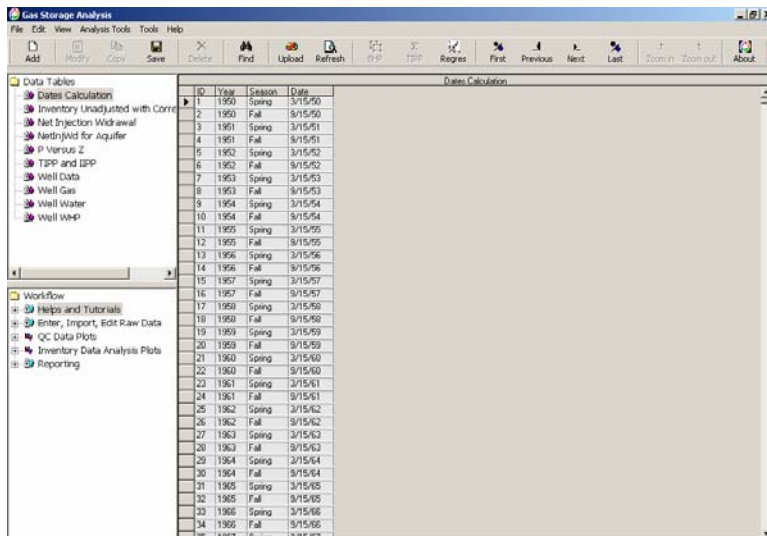 Gas Storage Analysis
File Edit View Analysis Tools Tools Help
Add Modify Copy Save Delete Find Upload Refresh BHP TSPP Regres First Previous Next Last Zoom in Zoom out About
Data Tables
Dates Calculation
Inventory Unadjusted with Corre
Net Injection Widrawal
NetInjWd for Aquifer
P Versus Z
TIPP and IIPP
Well Data
Well Gas
Well Water
Well WHP
Workflow
Helps and Tutorials
Enter, Import, Edit Raw Data
QC Data Plots
Inventory Data Analysis Plots
Reporting
Dates Calculation
ID Year Season Date
1 1950 Spring 3/15/50
2 1950 Fall 9/15/50
3 1951 Spring 3/15/51
4 1951 Fall 9/15/51
5 1952 Spring 3/15/52
6 1952 Fall 9/15/52
7 1953 Spring 3/15/53
8 1953 Fall 9/15/53
9 1954 Spring 3/15/54
10 1954 Fall 9/15/54
11 1955 Spring 3/15/55
12 1955 Fall 9/15/55
13 1956 Spring 3/15/56
14 1956 Fall 9/15/56
15 1957 Spring 3/15/57
16 1957 Fall 9/15/57
17 1958 Spring 3/15/58
18 1958 Fall 9/15/58
19 1959 Spring 3/15/59
20 1959 Fall 9/15/59
21 1960 Spring 3/15/60
22 1960 Fall 9/15/60
23 1961 Spring 3/15/61
24 1961 Fall 9/15/61
25 1962 Spring 3/15/62
26 1962 Fall 9/15/62
27 1963 Spring 3/15/63
28 1963 Fall 9/15/63
29 1964 Spring 3/15/64
30 1964 Fall 9/15/64
31 1965 Spring 3/15/65
32 1965 Fall 9/15/65
33 1966 Spring 3/15/66
34 1966 Fall 9/15/66